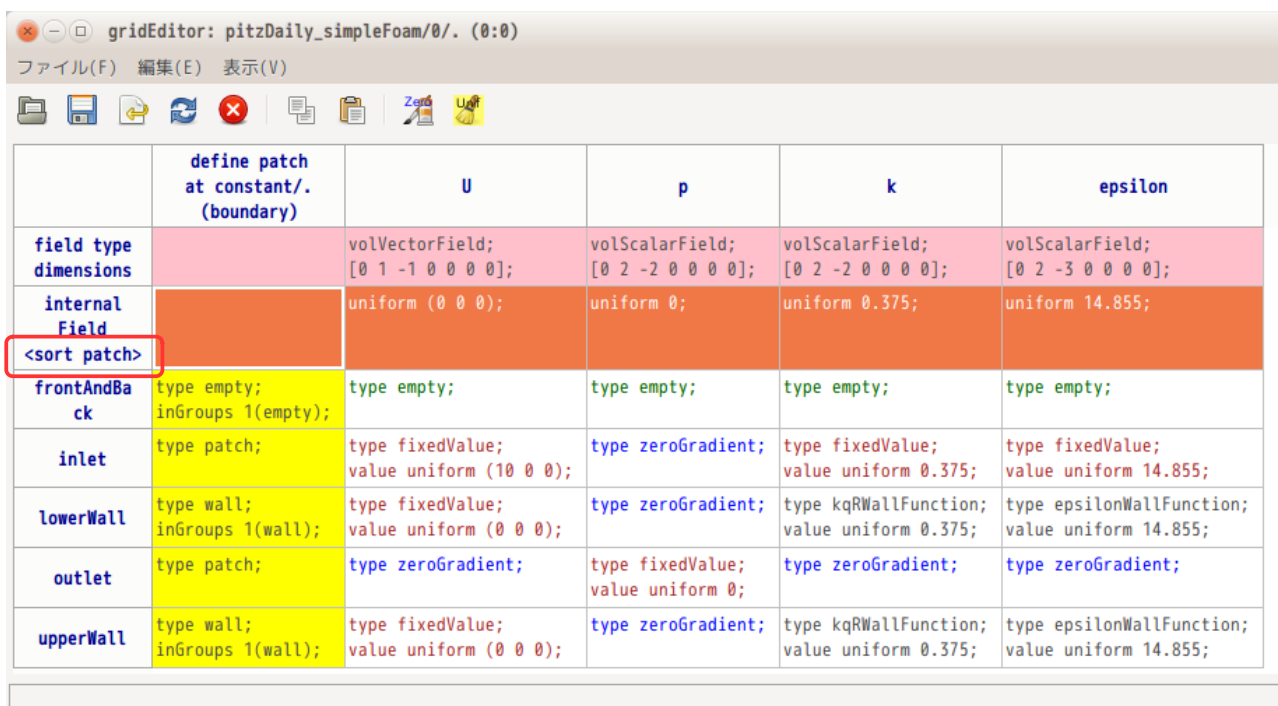 gridEditor: pitzDaily_simpleFoam/0/. (0:0)
ファイル(F) 編集(E) 表示(V)
Zero Unif
define patch
at constant/.
(boundary)
U
p
k
epsilon
field type
dimensions
volVectorField;
[0 1 -1 0 0 0 0];
volScalarField;
[0 2 -2 0 0 0 0];
volScalarField;
[0 2 -2 0 0 0 0];
volScalarField;
[0 2 -3 0 0 0 0];
internal
Field
<sort patch>
uniform (0 0 0);
uniform 0;
uniform 0.375;
uniform 14.855;
frontAndBa
ck
type empty;
inGroups 1(empty);
type empty;
type empty;
type empty;
type empty;
inlet
type patch;
type fixedValue;
value uniform (10 0 0);
type zeroGradient;
type fixedValue;
value uniform 0.375;
type fixedValue;
value uniform 14.855;
lowerWall
type wall;
inGroups 1(wall);
type fixedValue;
value uniform (0 0 0);
type zeroGradient;
type kqRWallFunction;
value uniform 0.375;
type epsilonWallFunction;
value uniform 14.855;
outlet
type patch;
type zeroGradient;
type fixedValue;
value uniform 0;
type zeroGradient;
type zeroGradient;
upperWall
type wall;
inGroups 1(wall);
type fixedValue;
value uniform (0 0 0);
type zeroGradient;
type kqRWallFunction;
value uniform 0.375;
type epsilonWallFunction;
value uniform 14.855;